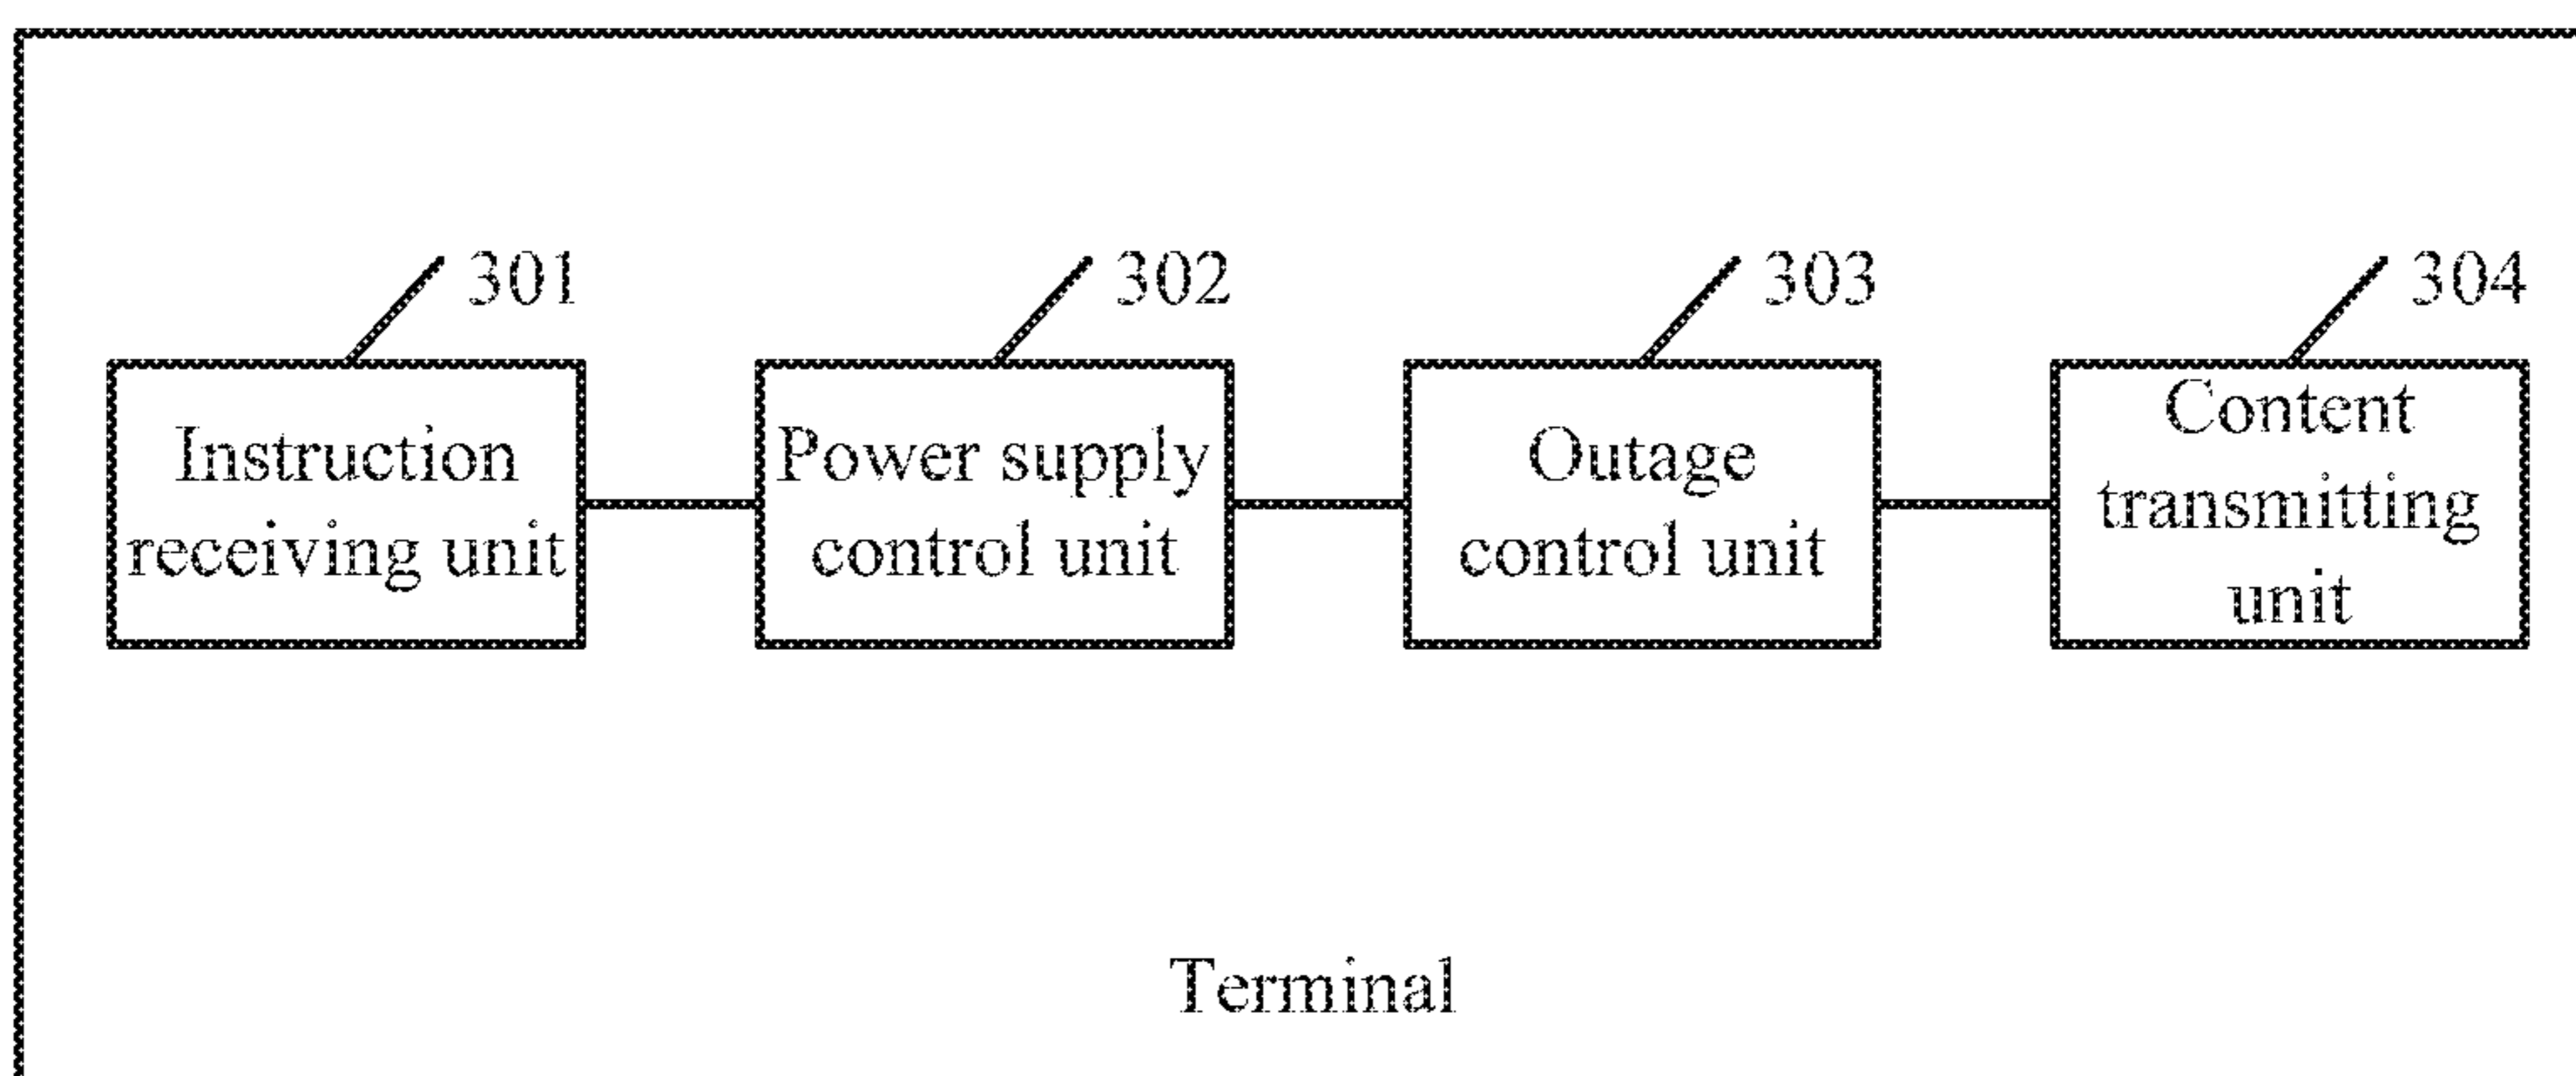 301
302
303
304
Instruction
receiving unit
Power supply
control unit
Outage
control unit
Content
transmitting
unit
Terminal